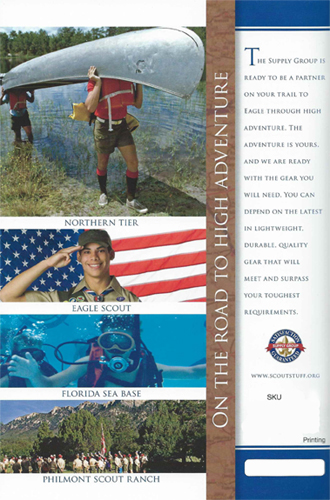 NORTHERN TIER
EAGLE SCOUT
FLORIDA SEA BASE
PHILMONT SCOUT RANCH
ON THE ROAD TO HIGH ADVENTURE
THE SUPPLY GROUP IS
READY TO BE A PARTNER
ON YOUR TRAIL TO
EAGLE THROUGH HIGH
ADVENTURE. THE
ADVENTURE IS YOURS,
AND WE ARE READY
WITH THE GEAR YOU
WILL NEED. YOU CAN
DEPEND ON THE LATEST
IN LIGHTWEIGHT,
DURABLE, QUALITY
GEAR THAT WILL
MEET AND SURPASS
YOUR TOUGHEST
REQUIREMENTS.
SATISFACTION
SUPPLY GROUP
GUARANTEED
WWW.SCOUTSTUFF.ORG
SKU
Printing